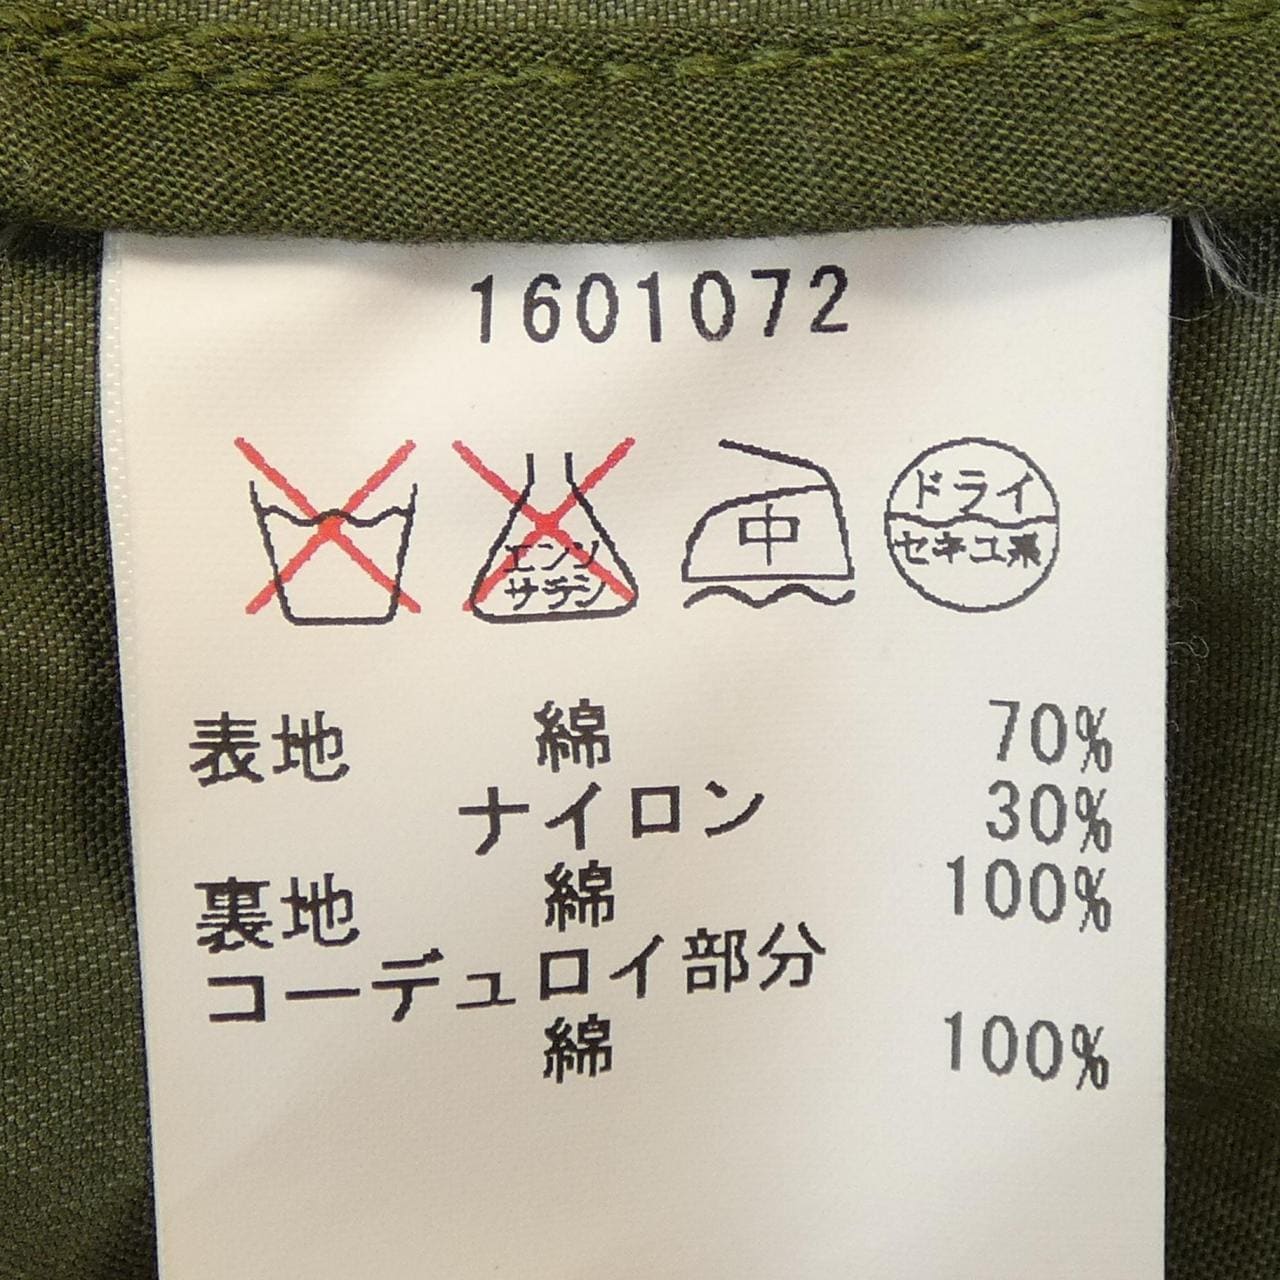 1601072
エンソ
サラシ
中
ドライ
セキユ系
表地 綿 70%
ナイロン 30%
裏地 綿 100%
コーデュロイ部分
綿 100%